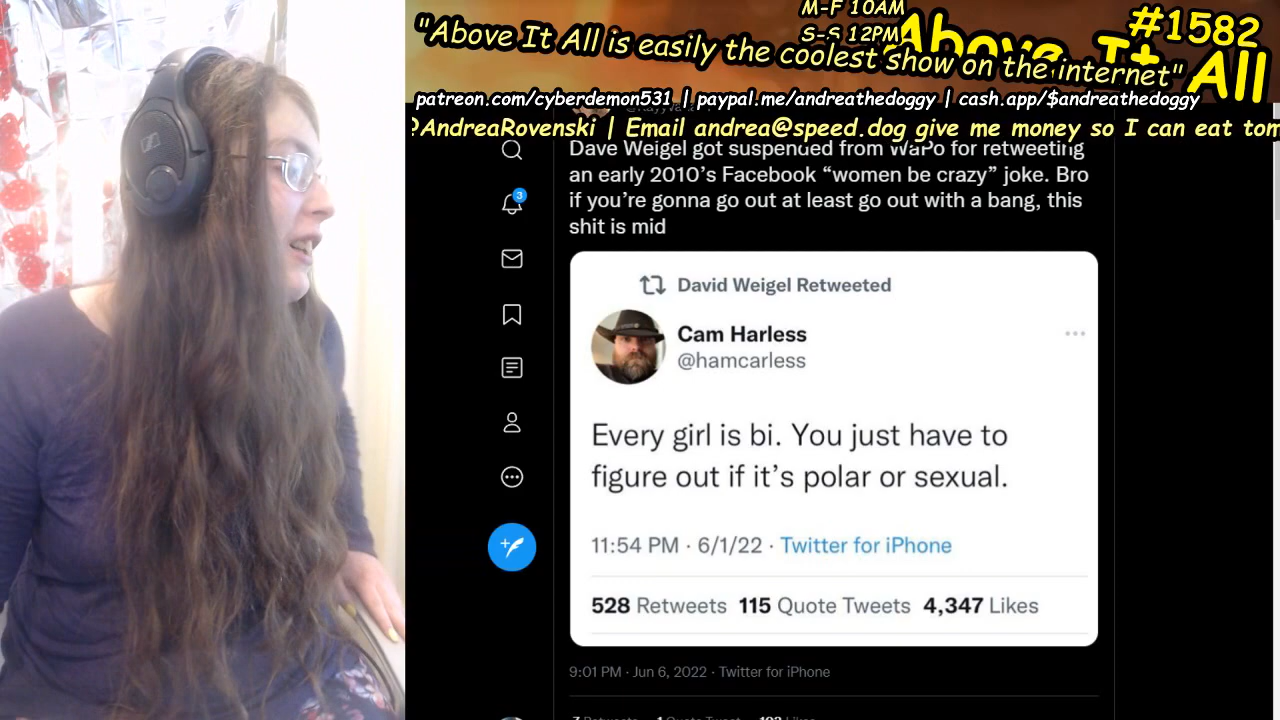 M-F 10AM
S-S 12PM
#1582
Above It All
"Above It All is easily the coolest show on the internet"
patreon.com/cyberdemon531 | paypal.me/andreathedoggy | cash.app/$andreathedoggy
AndreaRovenski | Email andrea@speed.dog give me money so I can eat
3
Dave Weigel got suspended from WaPo for retweeting
an early 2010's Facebook "women be crazy" joke. Bro
if you're gonna go out at least go out with a bang, this
shit is mid
David Weigel Retweeted
Cam Harless
@hamcarless
Every girl is bi. You just have to
figure out if it's polar or sexual.
11:54 PM · 6/1/22 · Twitter for iPhone
528 Retweets 115 Quote Tweets 4,347 Likes
9:01 PM · Jun 6, 2022 · Twitter for iPhone